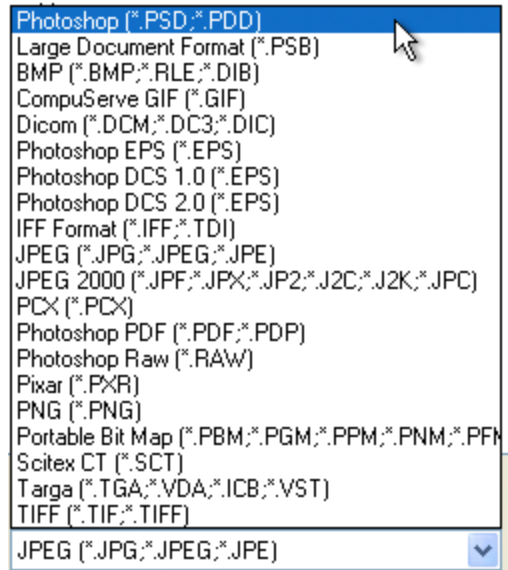 Photoshop (*.PSD;*.PDD)
Large Document Format (*.PSB)
BMP (*.BMP;*.RLE;*.DIB)
CompuServe GIF (*.GIF)
Dicom (*.DCM;*.DC3;*.DIC)
Photoshop EPS (*.EPS)
Photoshop DCS 1.0 (*.EPS)
Photoshop DCS 2.0 (*.EPS)
IFF Format (*.IFF;*.TDI)
JPEG (*.JPG;*.JPEG;*.JPE)
JPEG 2000 (*.JPF;*.JPX;*.JP2;*.J2C;*.J2K;*.JPC)
PCX (*.PCX)
Photoshop PDF (*.PDF;*.PDP)
Photoshop Raw (*.RAW)
Pixar (*.PXR)
PNG (*.PNG)
Portable Bit Map (*.PBM;*.PGM;*.PPM;*.PNM;*.PFM
Scitex CT (*.SCT)
Targa (*.TGA;*.VDA;*.ICB;*.VST)
TIFF (*.TIF;*.TIFF)
JPEG (*.JPG;*.JPEG;*.JPE)